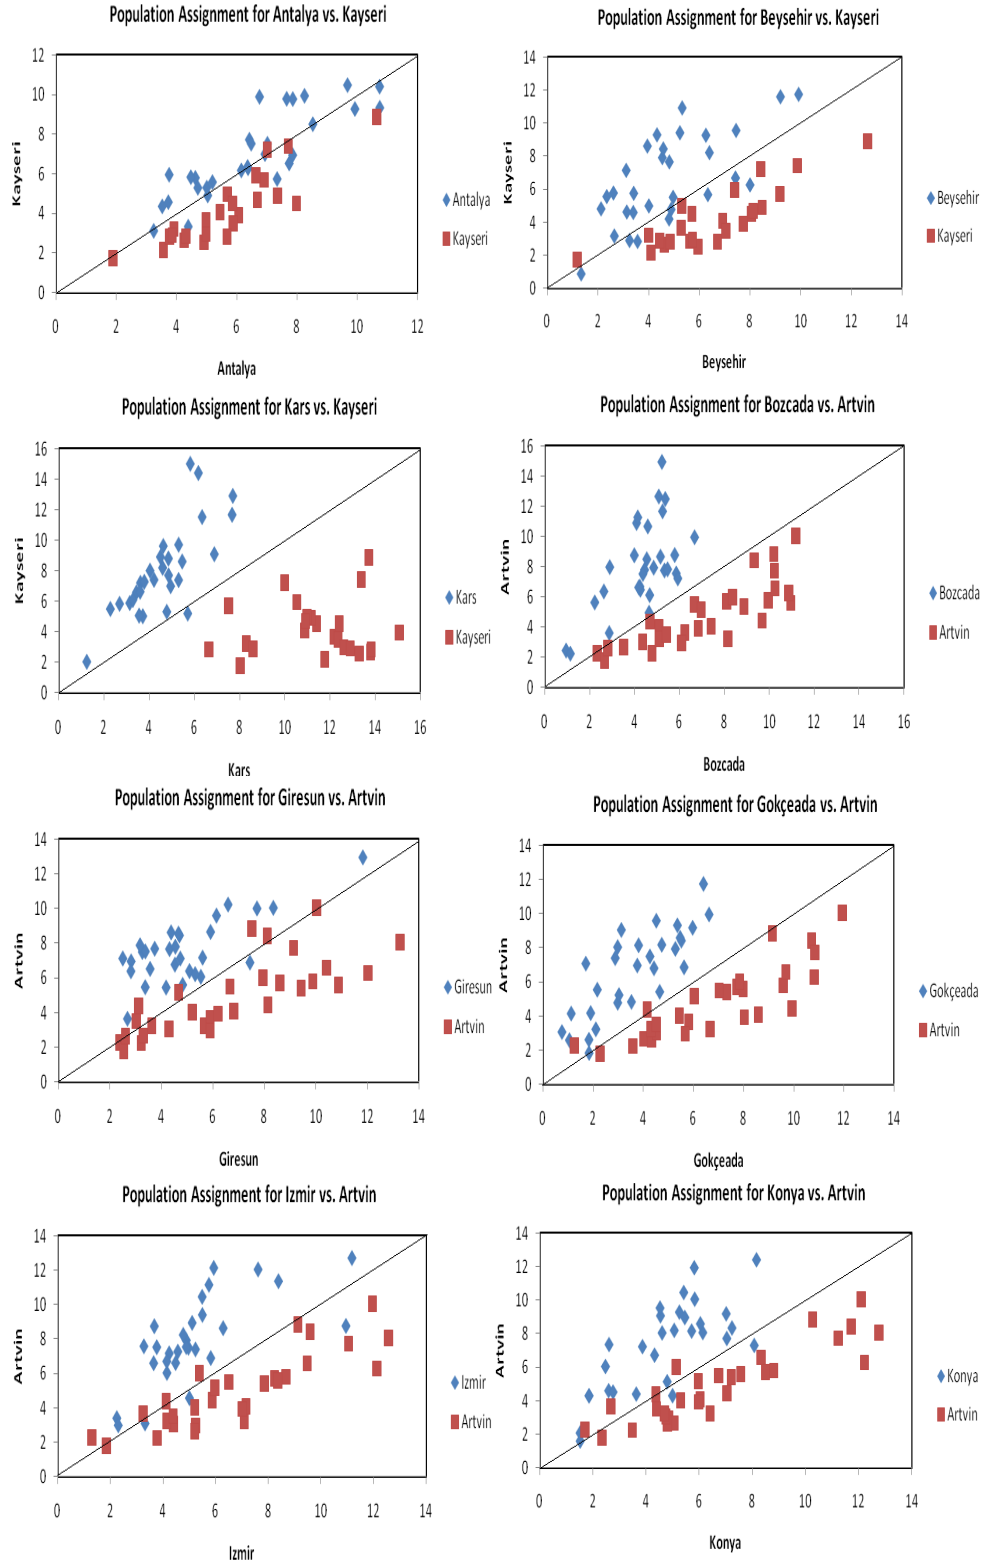 Population Assignment for Antalya vs. Kayseri
12
10
8
6
4
2
0
Kayseri
0 2 4 6 8 10 12
Antalya
Antalya
Kayseri
Population Assignment for Beysehir vs. Kayseri
14
12
10
8
6
4
2
0
Kayseri
0 2 4 6 8 10 12 14
Beysehir
Beysehir
Kayseri
Population Assignment for Kars vs. Kayseri
16
14
12
10
8
6
4
2
0
Kayseri
0 2 4 6 8 10 12 14 16
Kars
Kars
Kayseri
Population Assignment for Bozcada vs. Artvin
16
14
12
10
8
6
4
2
0
Artvin
0 2 4 6 8 10 12 14 16
Bozcada
Bozcada
Artvin
Population Assignment for Giresun vs. Artvin
14
12
10
8
6
4
2
0
Artvin
0 2 4 6 8 10 12 14
Giresun
Giresun
Artvin
Population Assignment for Gokçeada vs. Artvin
14
12
10
8
6
4
2
0
Artvin
0 2 4 6 8 10 12 14
Gokçeada
Gokçeada
Artvin
Population Assignment for Izmir vs. Artvin
14
12
10
8
6
4
2
0
Artvin
0 2 4 6 8 10 12 14
Izmir
Izmir
Artvin
Population Assignment for Konya vs. Artvin
14
12
10
8
6
4
2
0
Artvin
0 2 4 6 8 10 12 14
Konya
Konya
Artvin